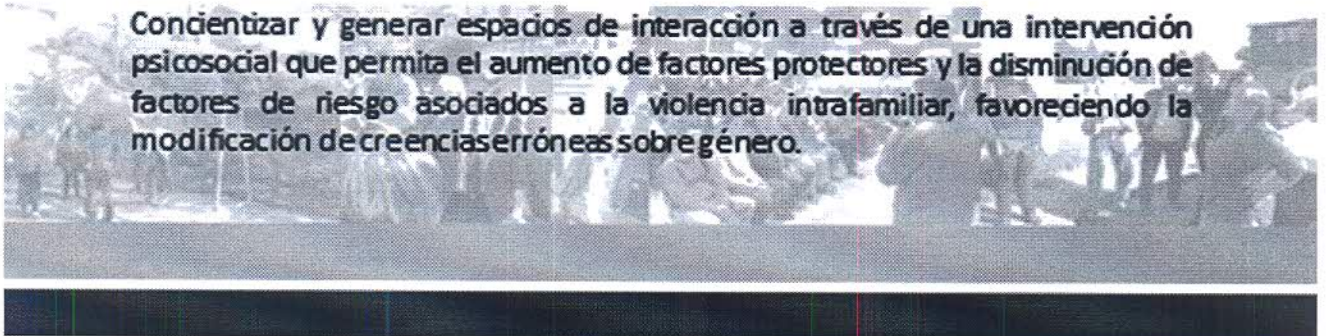 Concientizar y generar espacios de interacción a través de una intervención
psicosocial que permita el aumento de factores protectores y la disminución de
factores de riesgo asociados a la violencia intrafamiliar, favoreciendo la
modificación de creencias erróneas sobre género.